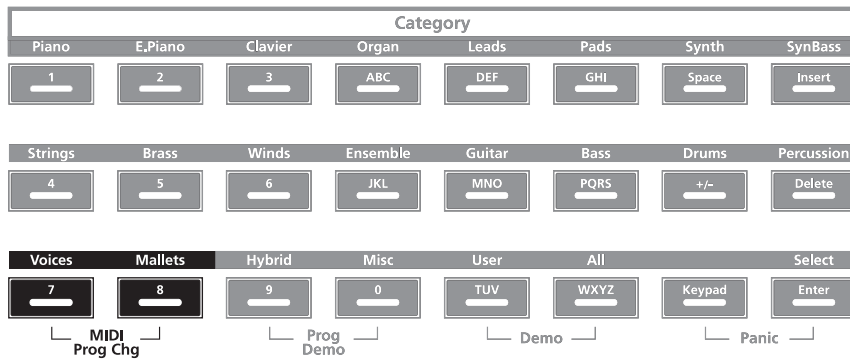 Category
Piano E.Piano Clavier Organ Leads Pads Synth SynBass
1 2 3 ABC DEF GHI Space Insert
Strings Brass Winds Ensemble Guitar Bass Drums Percussion
4 5 6 JKL MNO PQRS +/- Delete
Voices Mallets Hybrid Misc User All Select
7 8 9 0 TUV WXYZ Keypad Enter
MIDI Prog Demo Panic
Prog Chg Demo